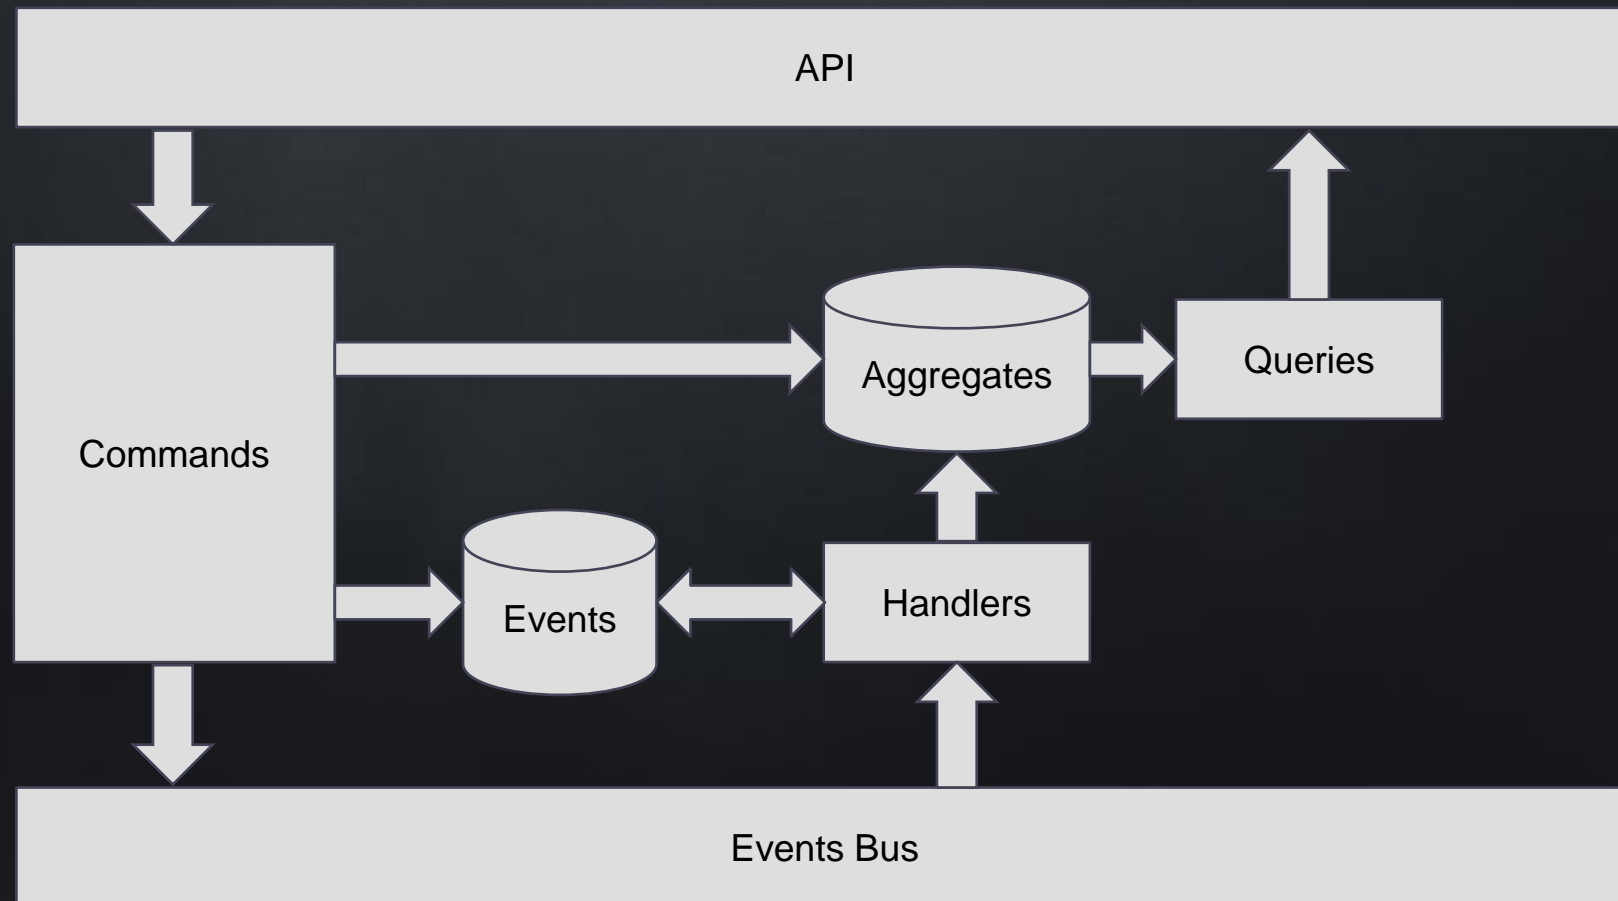 API
Queries
Aggregates
Commands
Handlers
Events
Events Bus